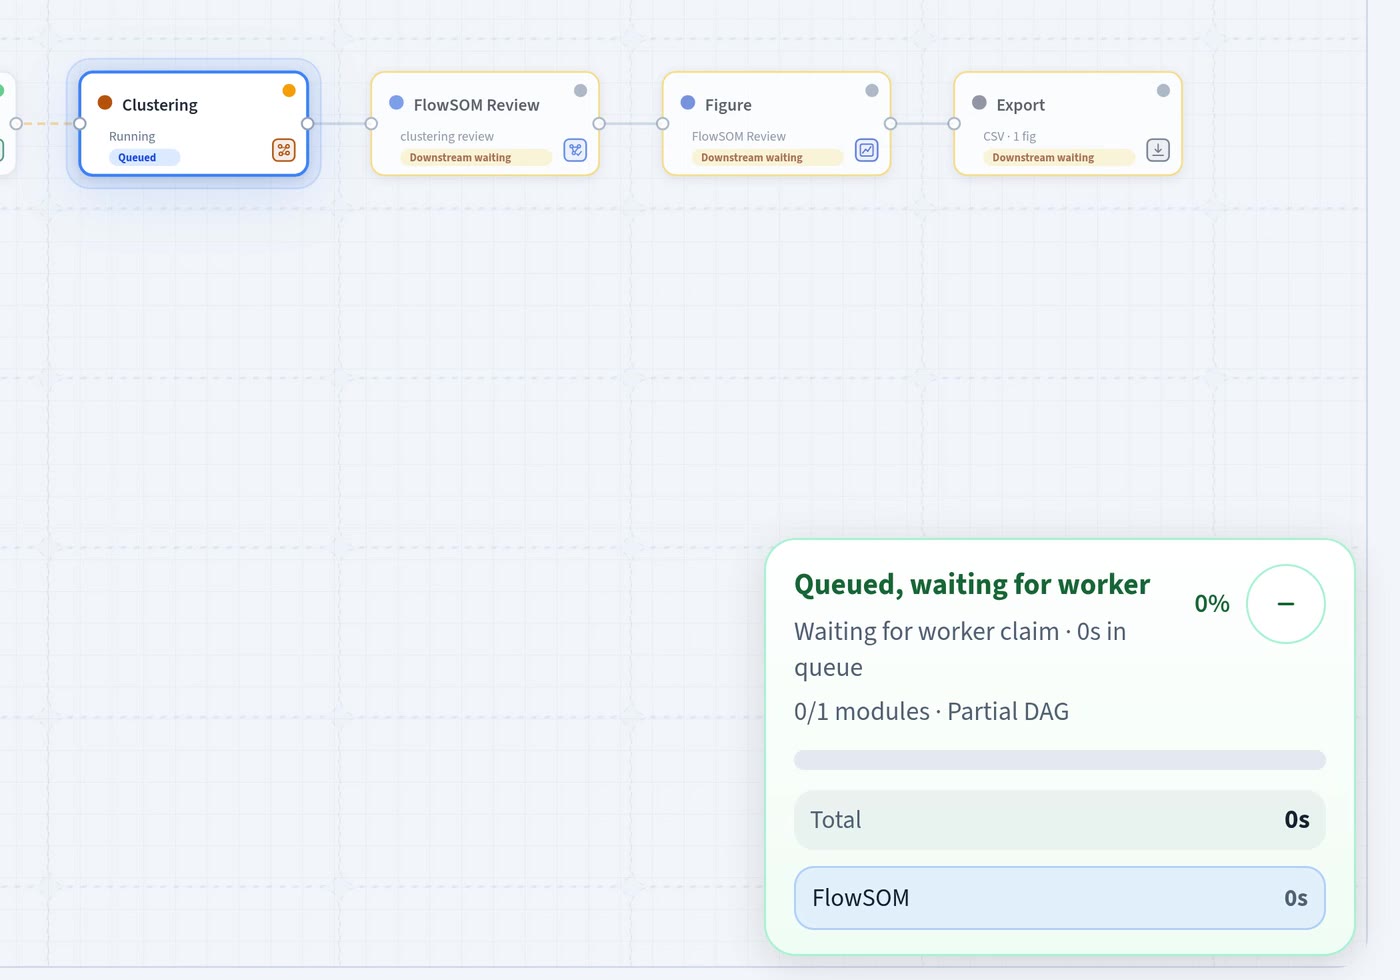 Clustering
Running
Queued
FlowSOM Review
clustering review
Downstream waiting
Figure
FlowSOM Review
Downstream waiting
Export
CSV · 1 fig
Downstream waiting
Queued, waiting for worker
0%
Waiting for worker claim · 0s in
queue
0/1 modules · Partial DAG
Total 0s
FlowSOM 0s